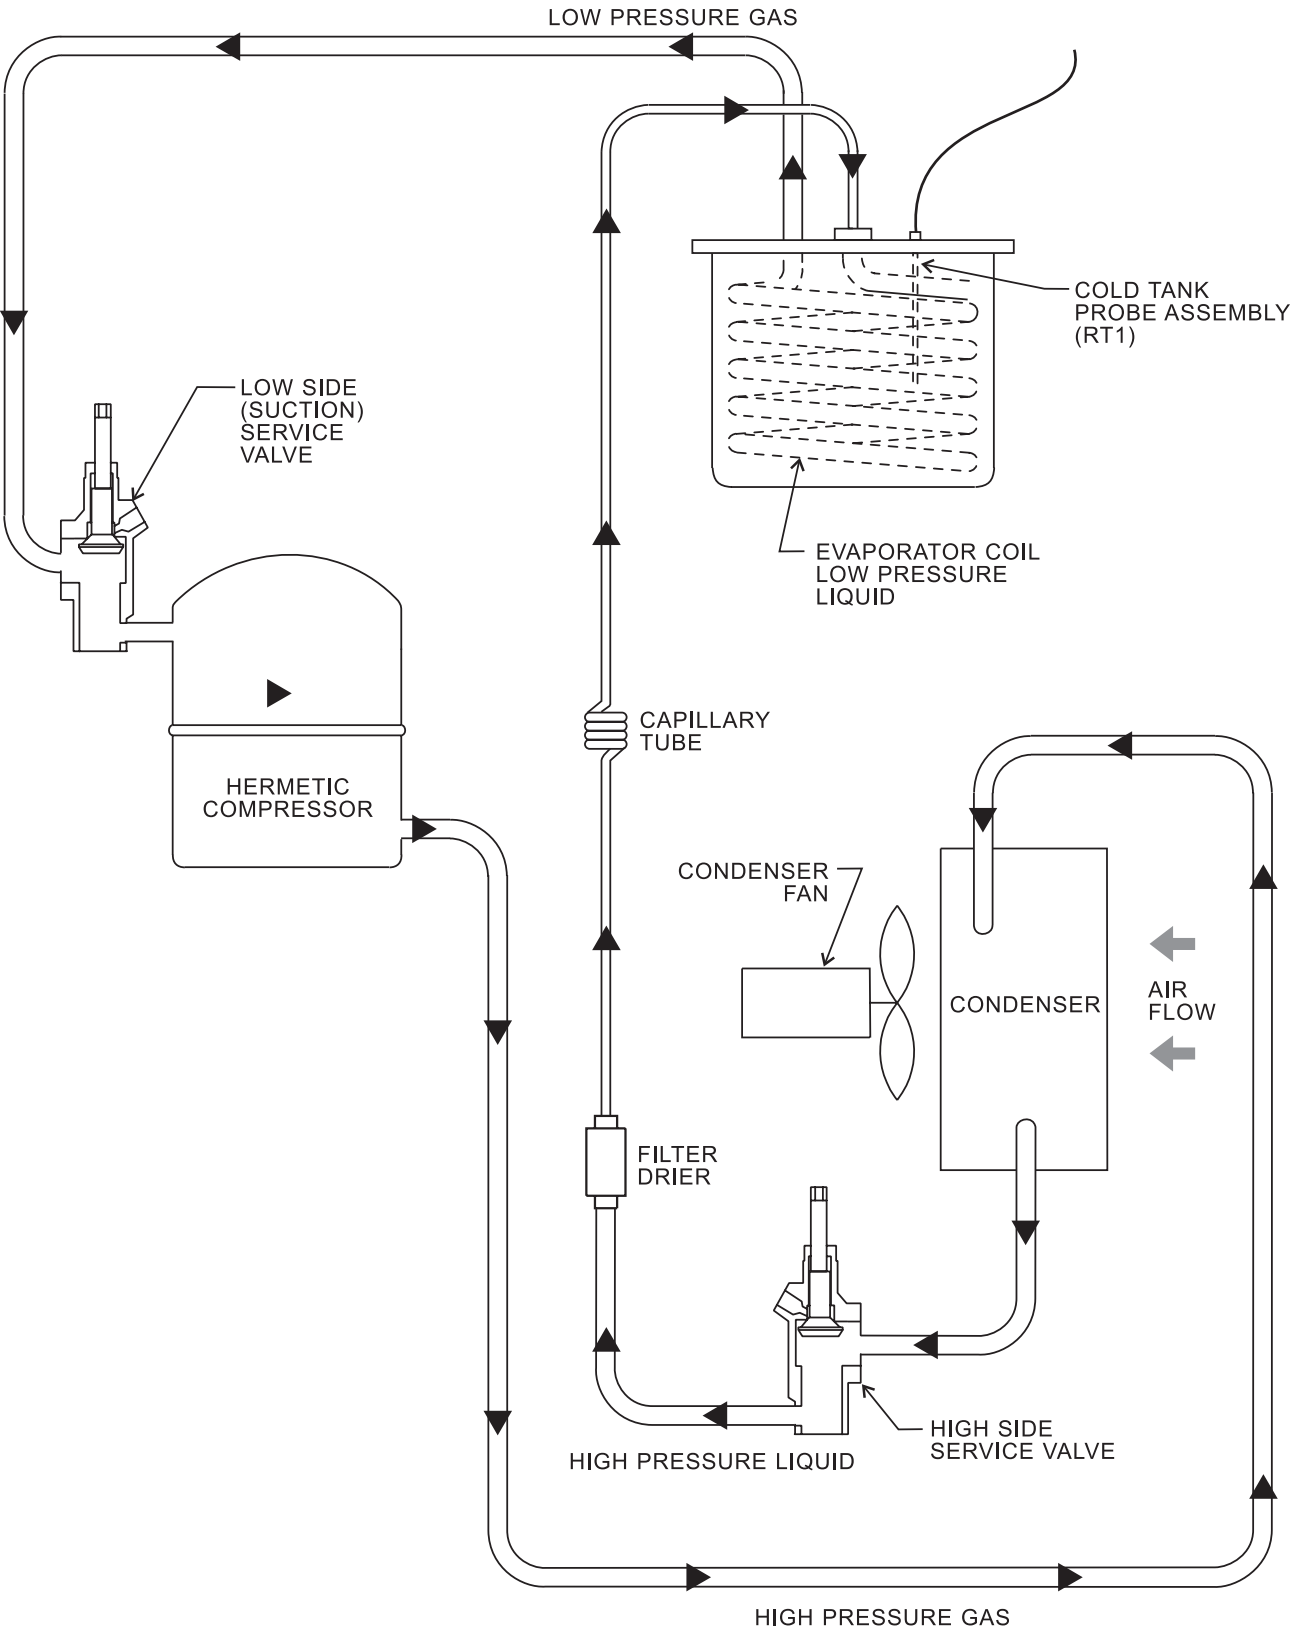 LOW PRESSURE GAS
COLD TANK
PROBE ASSEMBLY
(RT1)
LOW SIDE
(SUCTION)
SERVICE
VALVE
EVAPORATOR COIL
LOW PRESSURE
LIQUID
CAPILLARY
TUBE
HERMETIC
COMPRESSOR
CONDENSER
FAN
CONDENSER
AIR
FLOW
FILTER
DRIER
HIGH SIDE
SERVICE VALVE
HIGH PRESSURE LIQUID
HIGH PRESSURE GAS